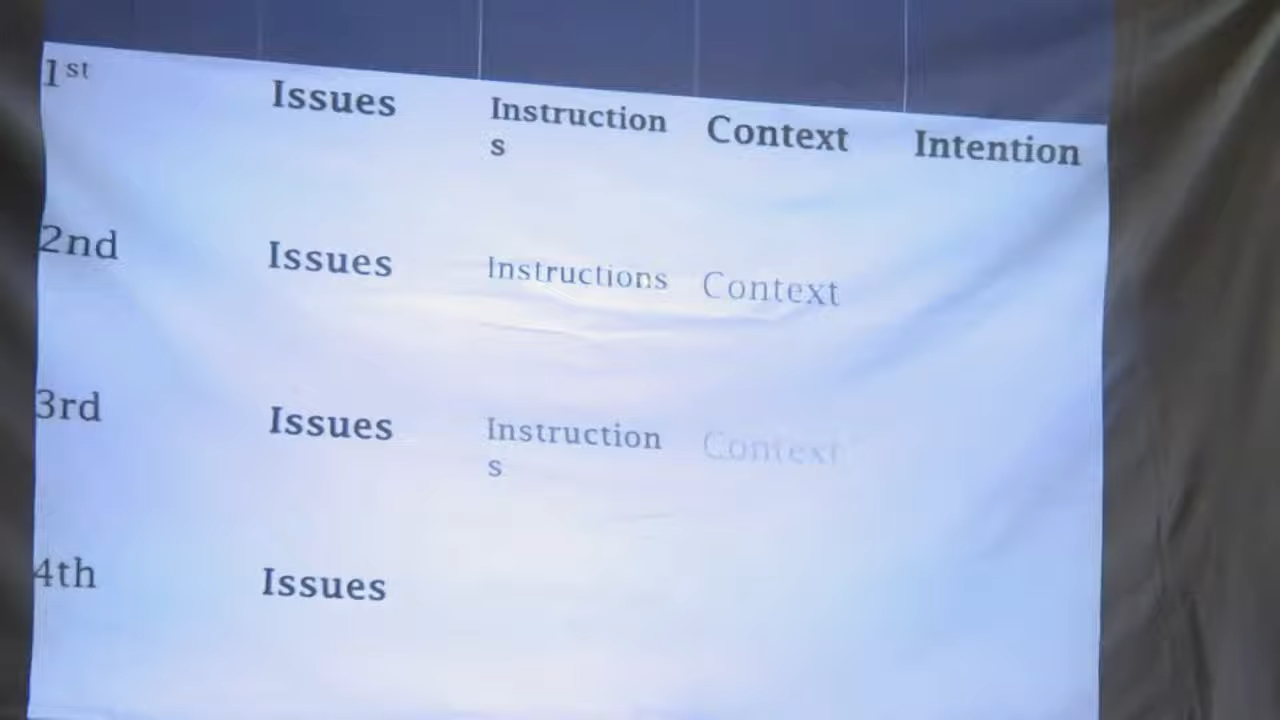 1st Issues Instruction Context Intention
s
2nd Issues Instructions Context
3rd Issues Instruction Context
s
4th Issues